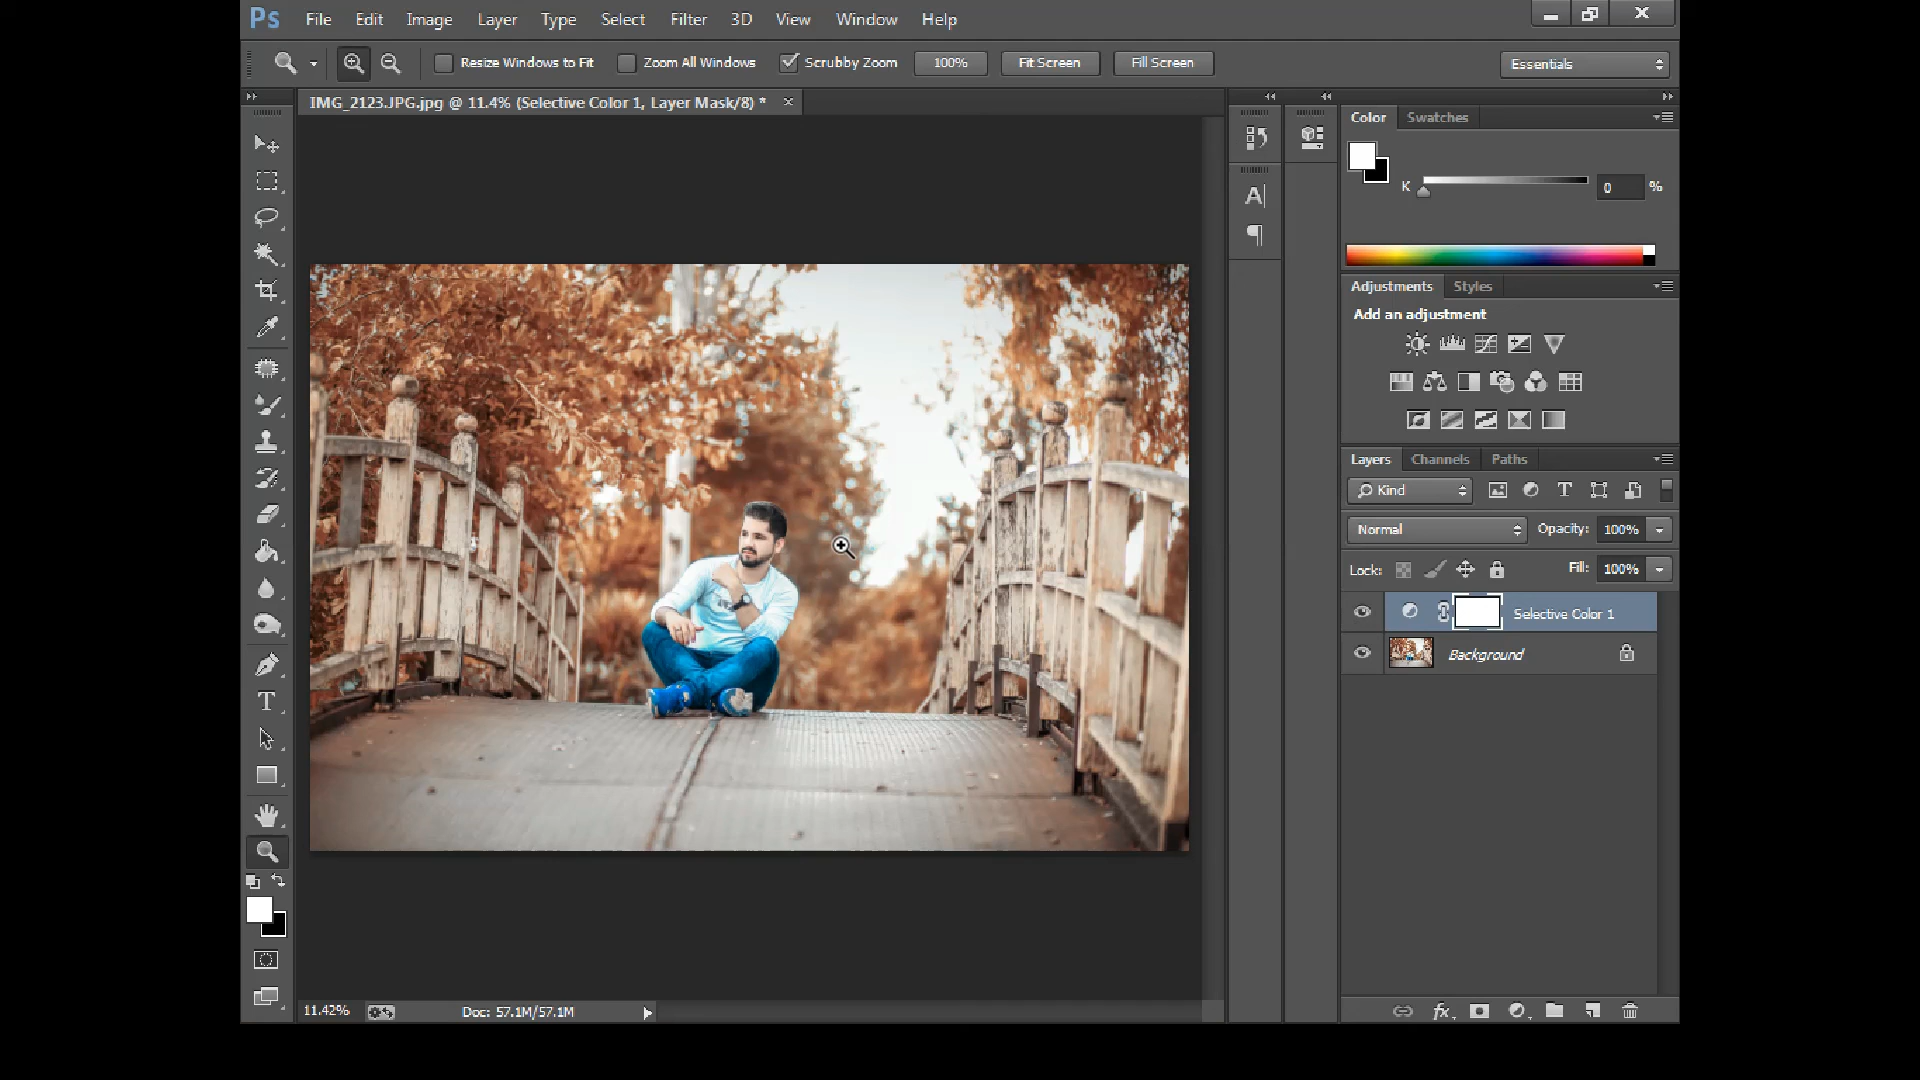 Ps File Edit Image Layer Type Select Filter 3D View Window Help
Resize Windows to Fit Zoom All Windows Scrubby Zoom 100% Fit Screen Fill Screen Essentials
IMG_2123.JPG.jpg @ 11.4% (Selective Color 1, Layer Mask/8) *
Color Swatches
K 0 %
Adjustments Styles
Add an adjustment
Layers Channels Paths
Kind
Normal Opacity: 100%
Lock: Fill: 100%
Selective Color 1
Background
11.42% Doc: 57.1M/57.1M